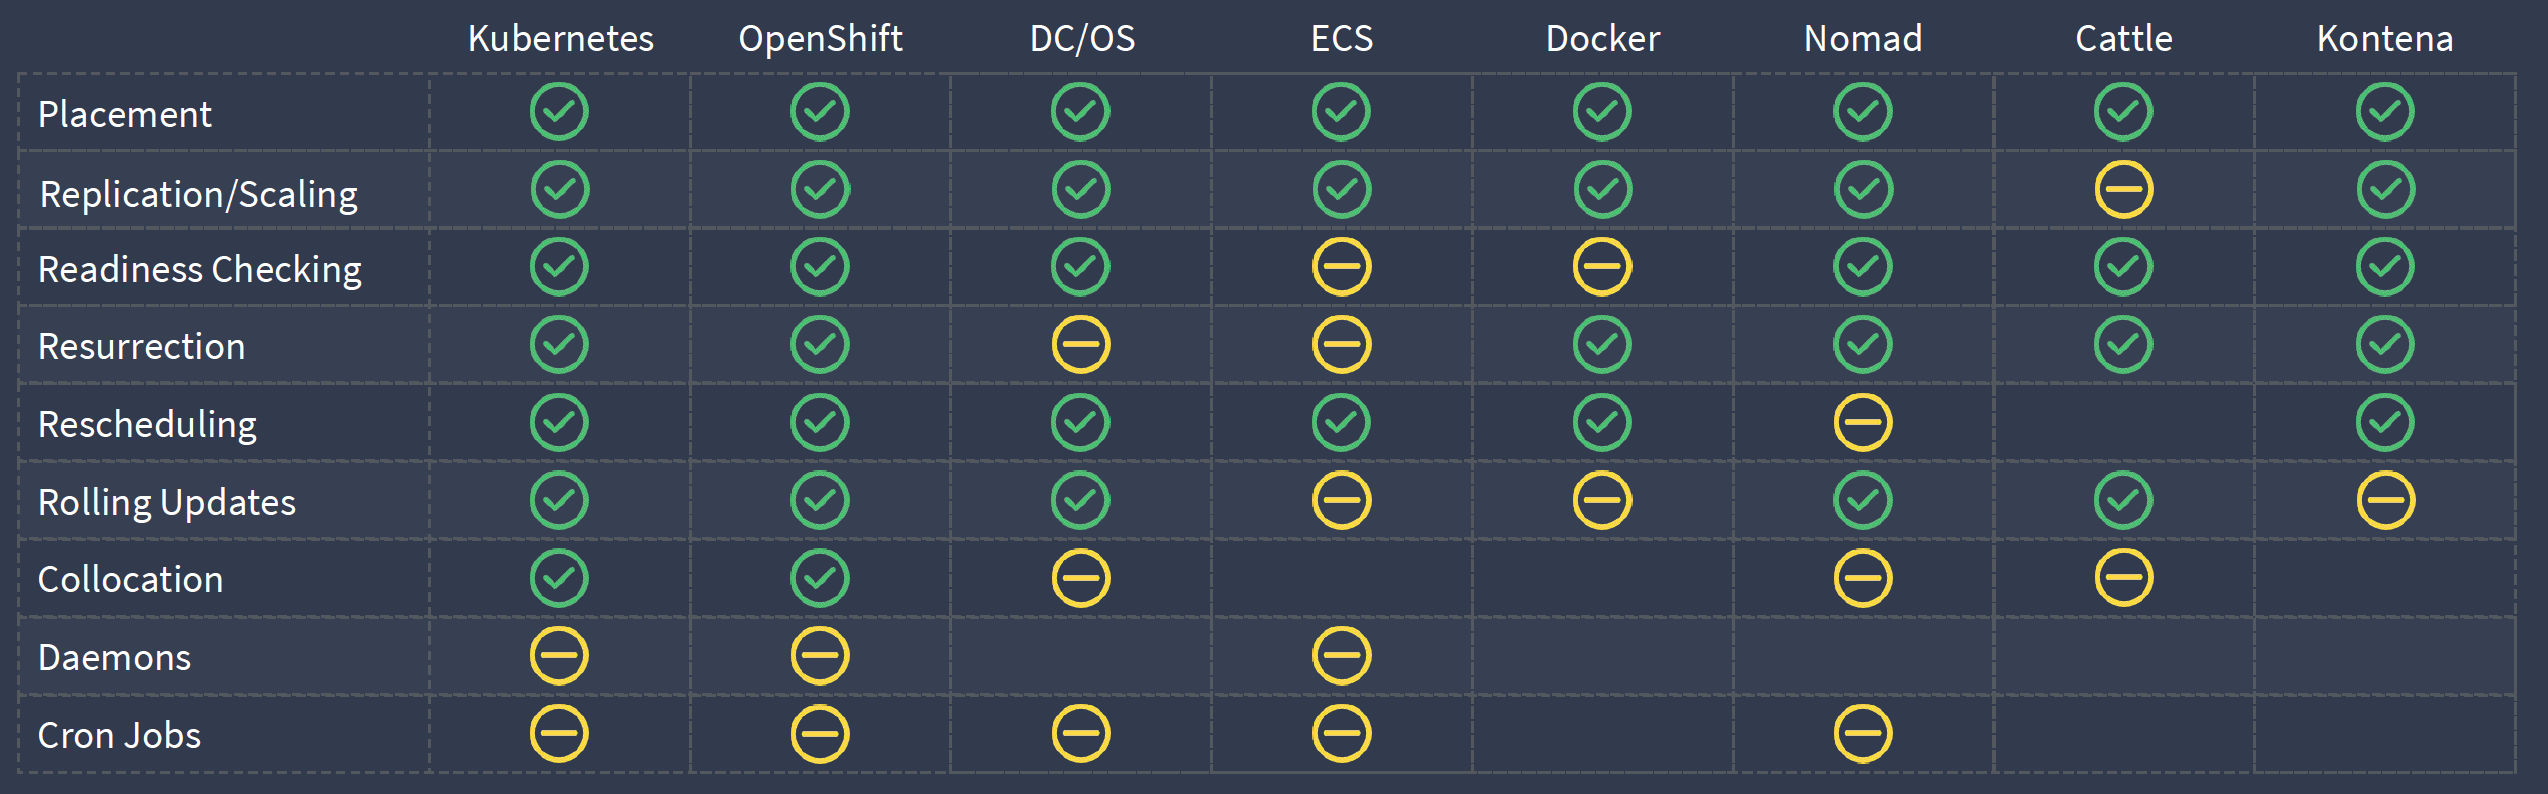 Kubernetes OpenShift DC/OS ECS Docker Nomad Cattle Kontena
Placement
Replication/Scaling
Readiness Checking
Resurrection
Rescheduling
Rolling Updates
Collocation
Daemons
Cron Jobs